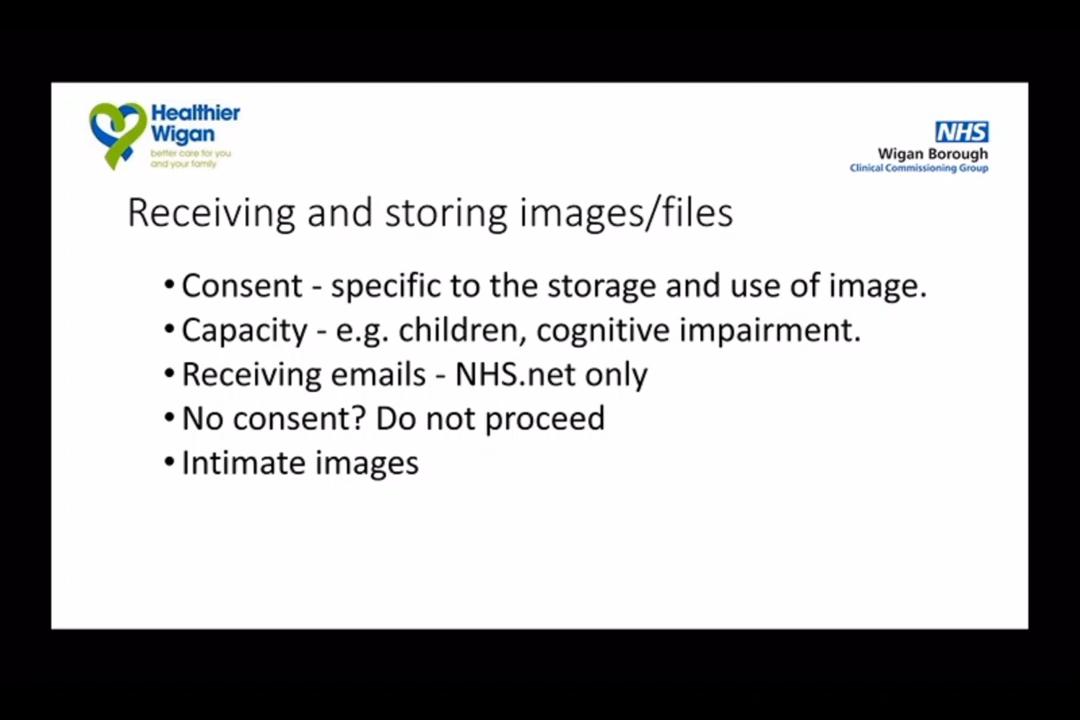 Healthier
Wigan
better care for you
and your family
NHS
Wigan Borough
Clinical Commissioning Group
Receiving and storing images/files
• Consent - specific to the storage and use of image.
• Capacity - e.g. children, cognitive impairment.
• Receiving emails - NHS.net only
• No consent? Do not proceed
• Intimate images